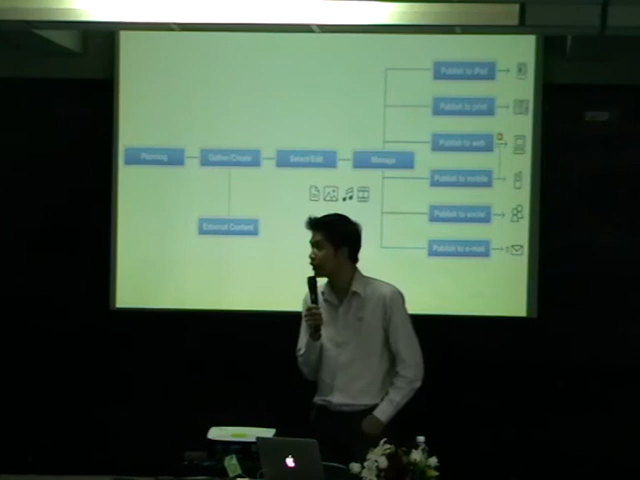 Publish to iPad
Publish to print
Publish to web
Planning
Gather/Create
Select/Edit
Manage
Publish to mobile
Publish to social
External Content
Publish to e-mail